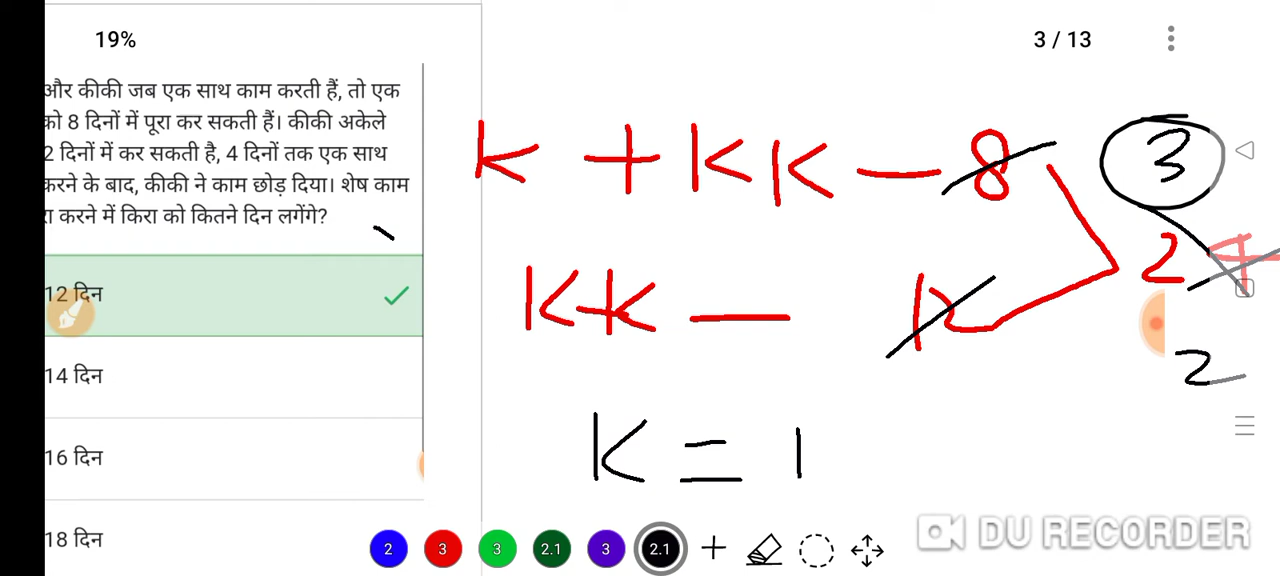 19%
3 / 13
और कीकी जब एक साथ काम करती हैं, तो एक
को 8 दिनों में पूरा कर सकती हैं। कीकी अकेले
2 दिनों में कर सकती है, 4 दिनों तक एक साथ
करने के बाद, कीकी ने काम छोड़ दिया। शेष काम
करने में किरा को कितने दिन लगेंगे?
12 दिन
14 दिन
16 दिन
18 दिन
K + KK - 8 3
2 4
KK - 12
2
K = 1
2 3 3 2.1 3 2.1
DU RECORDER